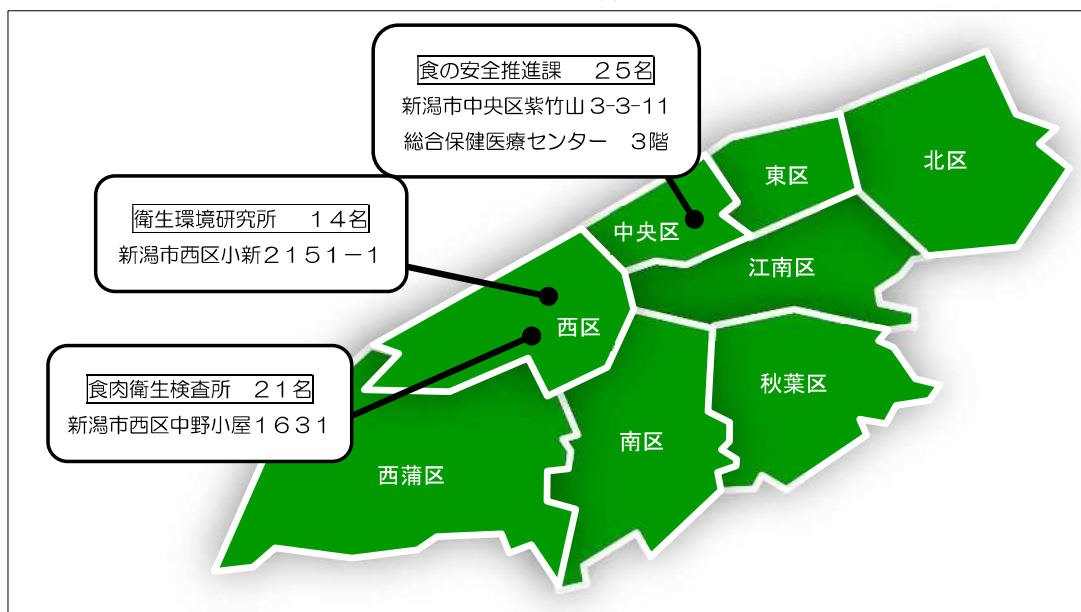 食の安全推進課　２５名
新潟市中央区紫竹山3-3-11
総合保健医療センター　3階
衛生環境研究所　１４名
新潟市西区小新２１５１－１
食肉衛生検査所　２１名
新潟市西区中野小屋１６３１
北区
東区
中央区
江南区
西区
秋葉区
南区
西蒲区